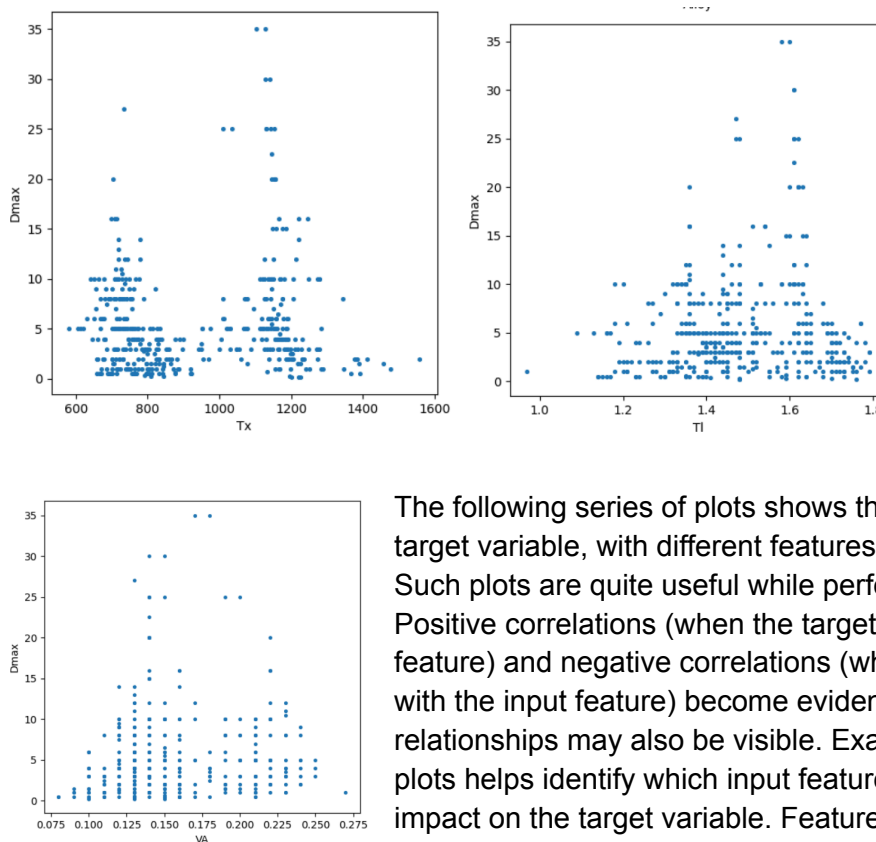 35
30
25
20
15
10
5
0
Dmax
600 800 1000 1200 1400 1600
Tx
35
30
25
20
15
10
5
0
Dmax
1.0 1.2 1.4 1.6 1.8
Tl
35
30
25
20
15
10
5
0
Dmax
0.075 0.100 0.125 0.150 0.175 0.200 0.225 0.250 0.275
VA
The following series of plots shows th
target variable, with different features
Such plots are quite useful while perfo
Positive correlations (when the target
feature) and negative correlations (wh
with the input feature) become eviden
relationships may also be visible. Exa
plots helps identify which input feature
impact on the target variable. Feature